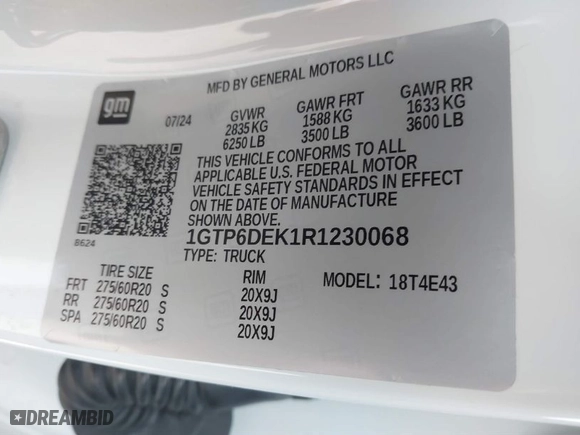 MFD BY GENERAL MOTORS LLC
gm
07/24
GVWR
2835 KG
6250 LB
GAWR FRT
1588 KG
3500 LB
GAWR RR
1633 KG
3600 LB
THIS VEHICLE CONFORMS TO ALL
APPLICABLE U.S. FEDERAL MOTOR
VEHICLE SAFETY STANDARDS IN EFFECT
ON THE DATE OF MANUFACTURE
SHOWN ABOVE.
B624
1GTP6DEK1R1230068
TYPE: TRUCK
MODEL: 18T4E43
TIRE SIZE RIM
FRT 275/60R20 S 20X9J
RR 275/60R20 S 20X9J
SPA 275/60R20 S 20X9J
DREAMBID